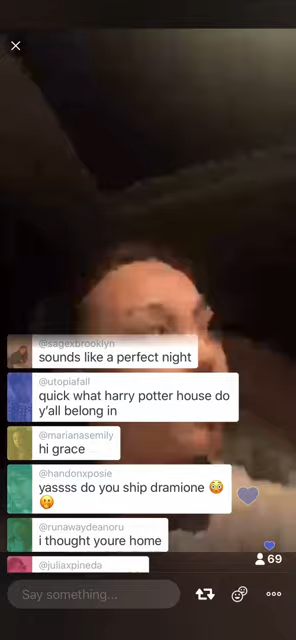 @sagexbrooklyn
sounds like a perfect night
@utopiafall
quick what harry potter house do
y'all belong in
@marianasemily
hi grace
@handonxposie
yassss do you ship dramione 😳
😋
@runawaydeanoru
i thought youre home
69
@juliaxpineda
Say something...